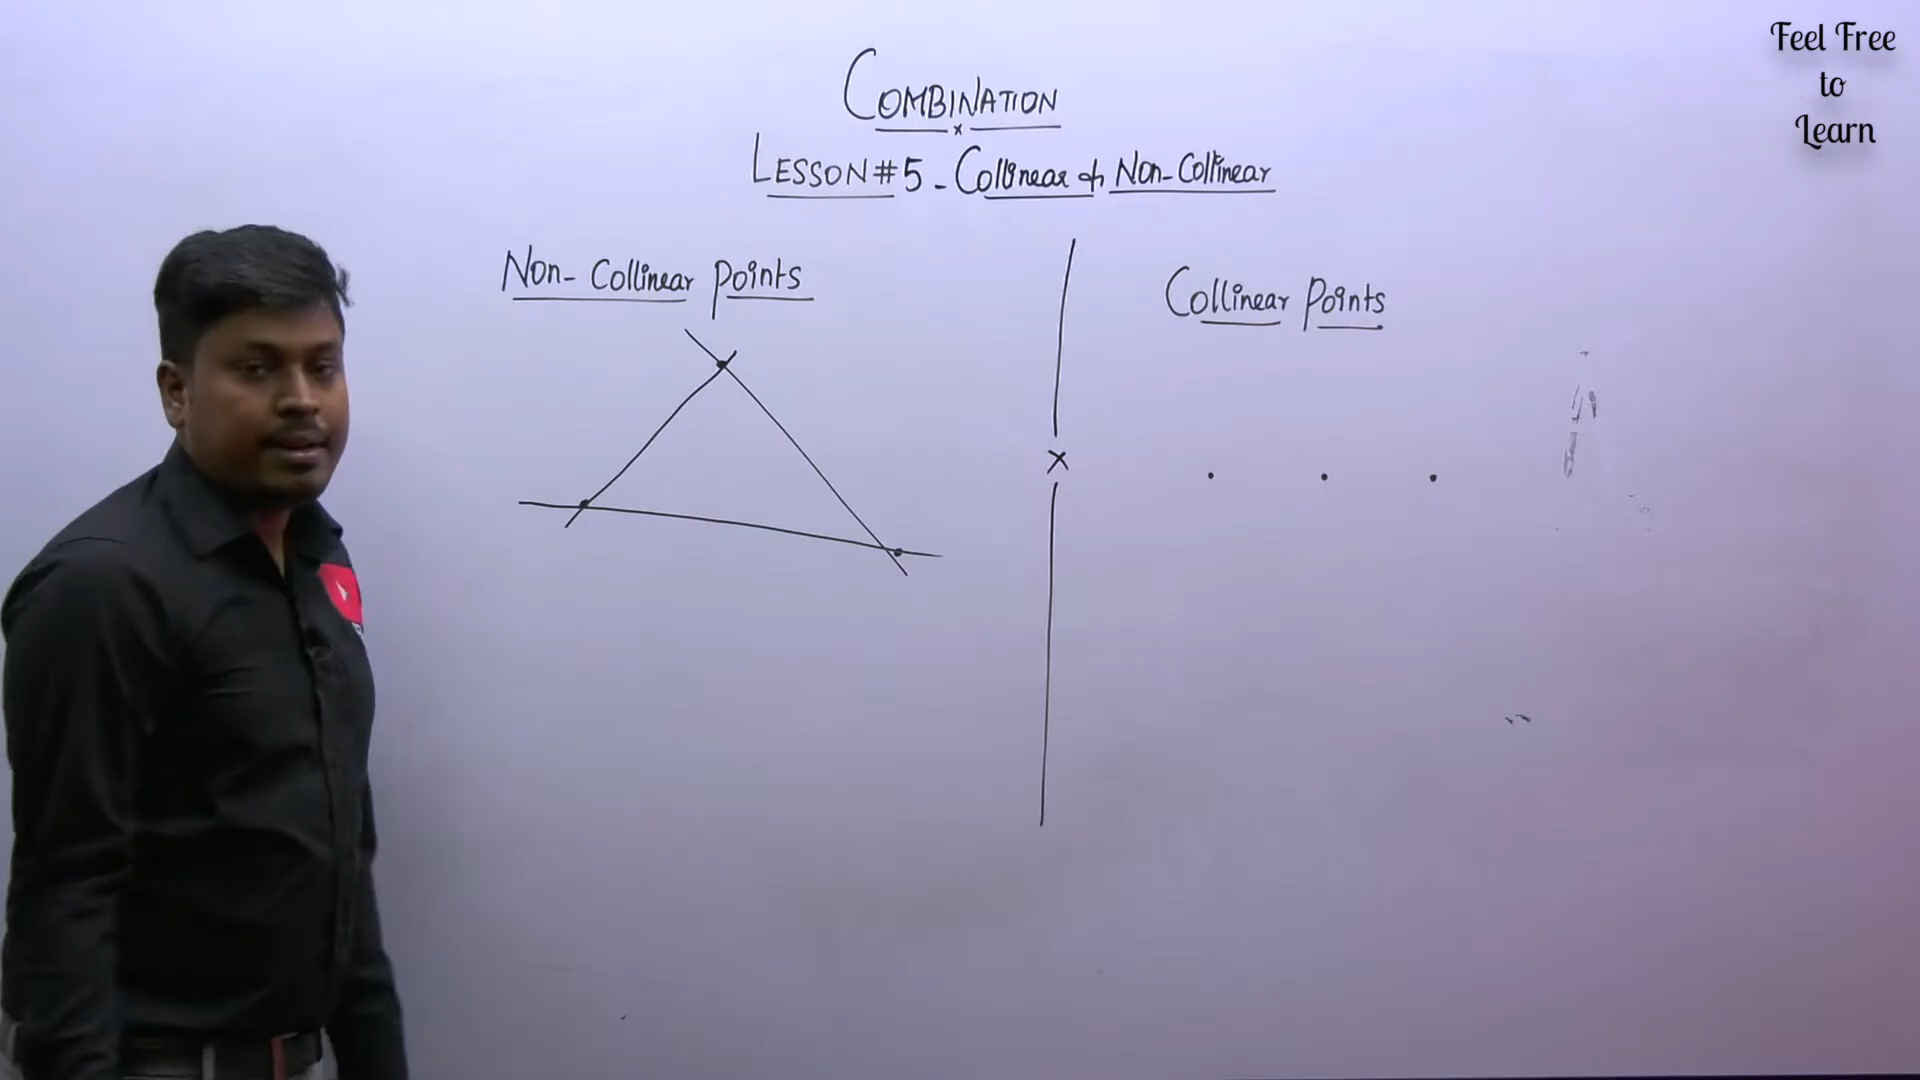 Feel Free
to
Learn
COMBINATION
LESSON#5 - Collinear & Non-Collinear
Non-Collinear Points
Collinear Points